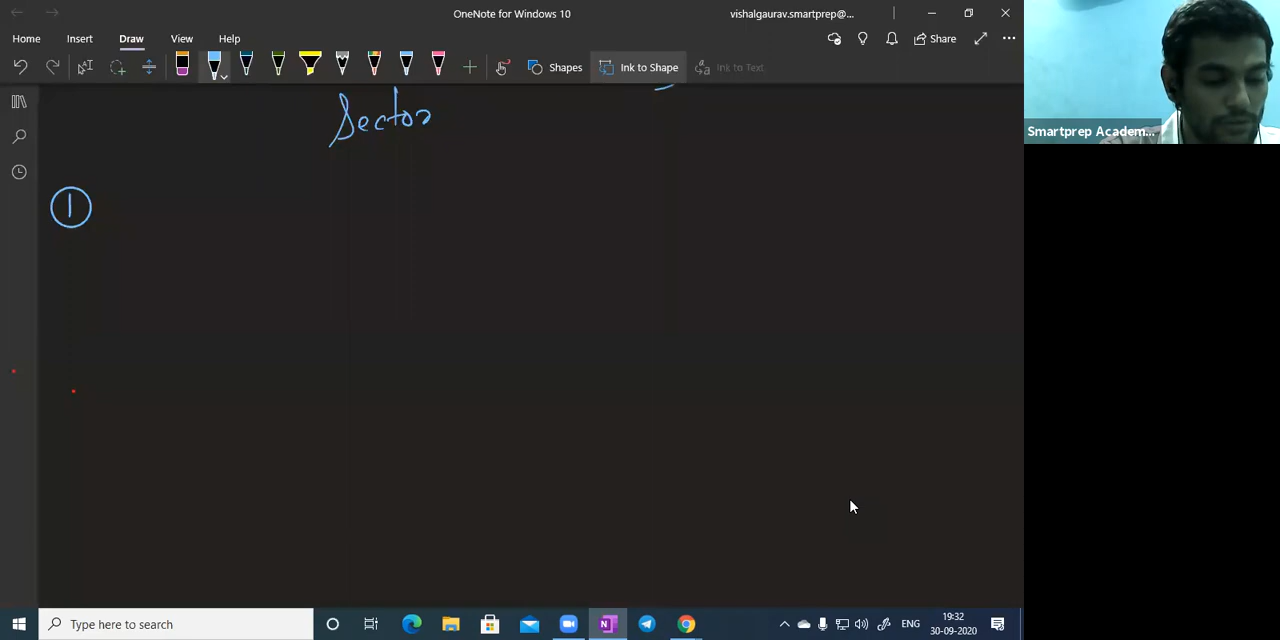 OneNote for Windows 10
vishalgaurav.smartprep@...
Home Insert Draw View Help
Share
Shapes
Ink to Shape
Ink to Text
Sector
1
Smartprep Academ...
Type here to search
ENG
19:32
30-09-2020